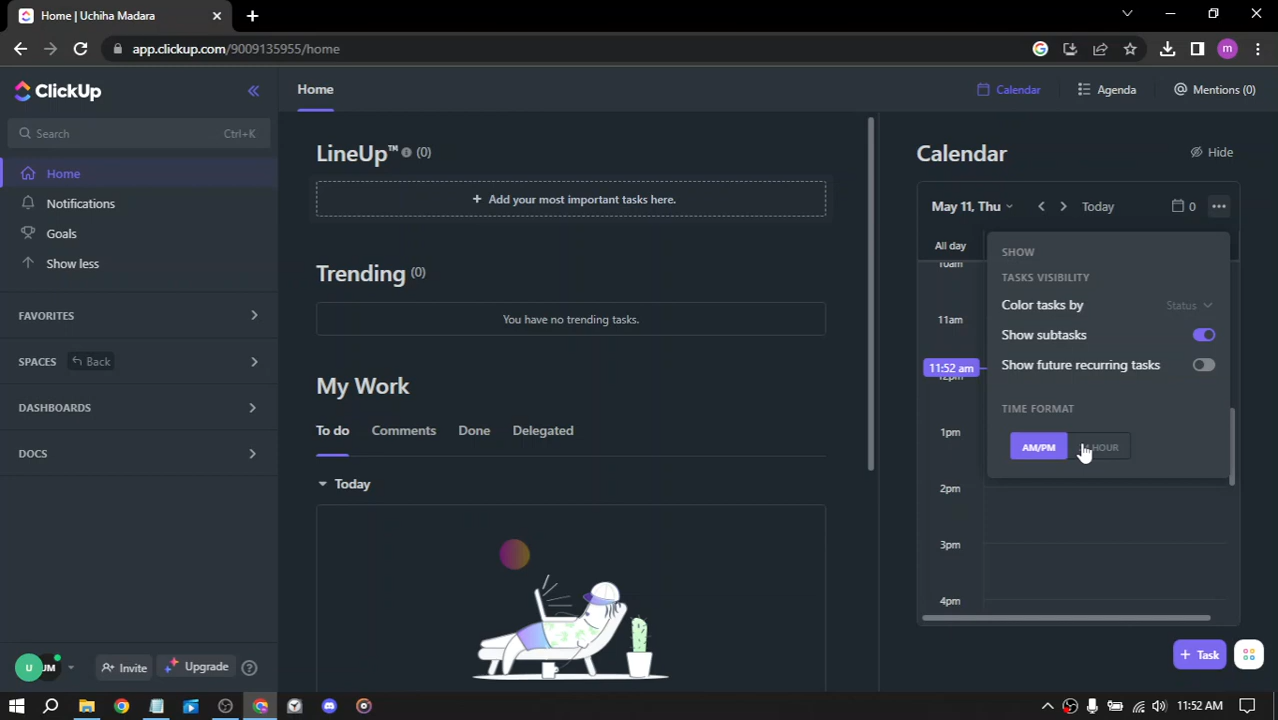 Home | Uchiha Madara
app.clickup.com/9009135955/home
m
ClickUp
Search Ctrl+K
Home
Notifications
Goals
Show less
FAVORITES
SPACES Back
DASHBOARDS
DOCS
U UM Invite Upgrade ?
Home
Calendar Agenda @ Mentions (0)
LineUp™ (0)
+ Add your most important tasks here.
Trending (0)
You have no trending tasks.
My Work
To do Comments Done Delegated
Today
Calendar Hide
May 11, Thu Today 0
All day
10am
11am
11:52 am
12pm
1pm
2pm
3pm
4pm
SHOW
TASKS VISIBILITY
Color tasks by Status
Show subtasks
Show future recurring tasks
TIME FORMAT
AM/PM HOUR
+ Task
11:52 AM